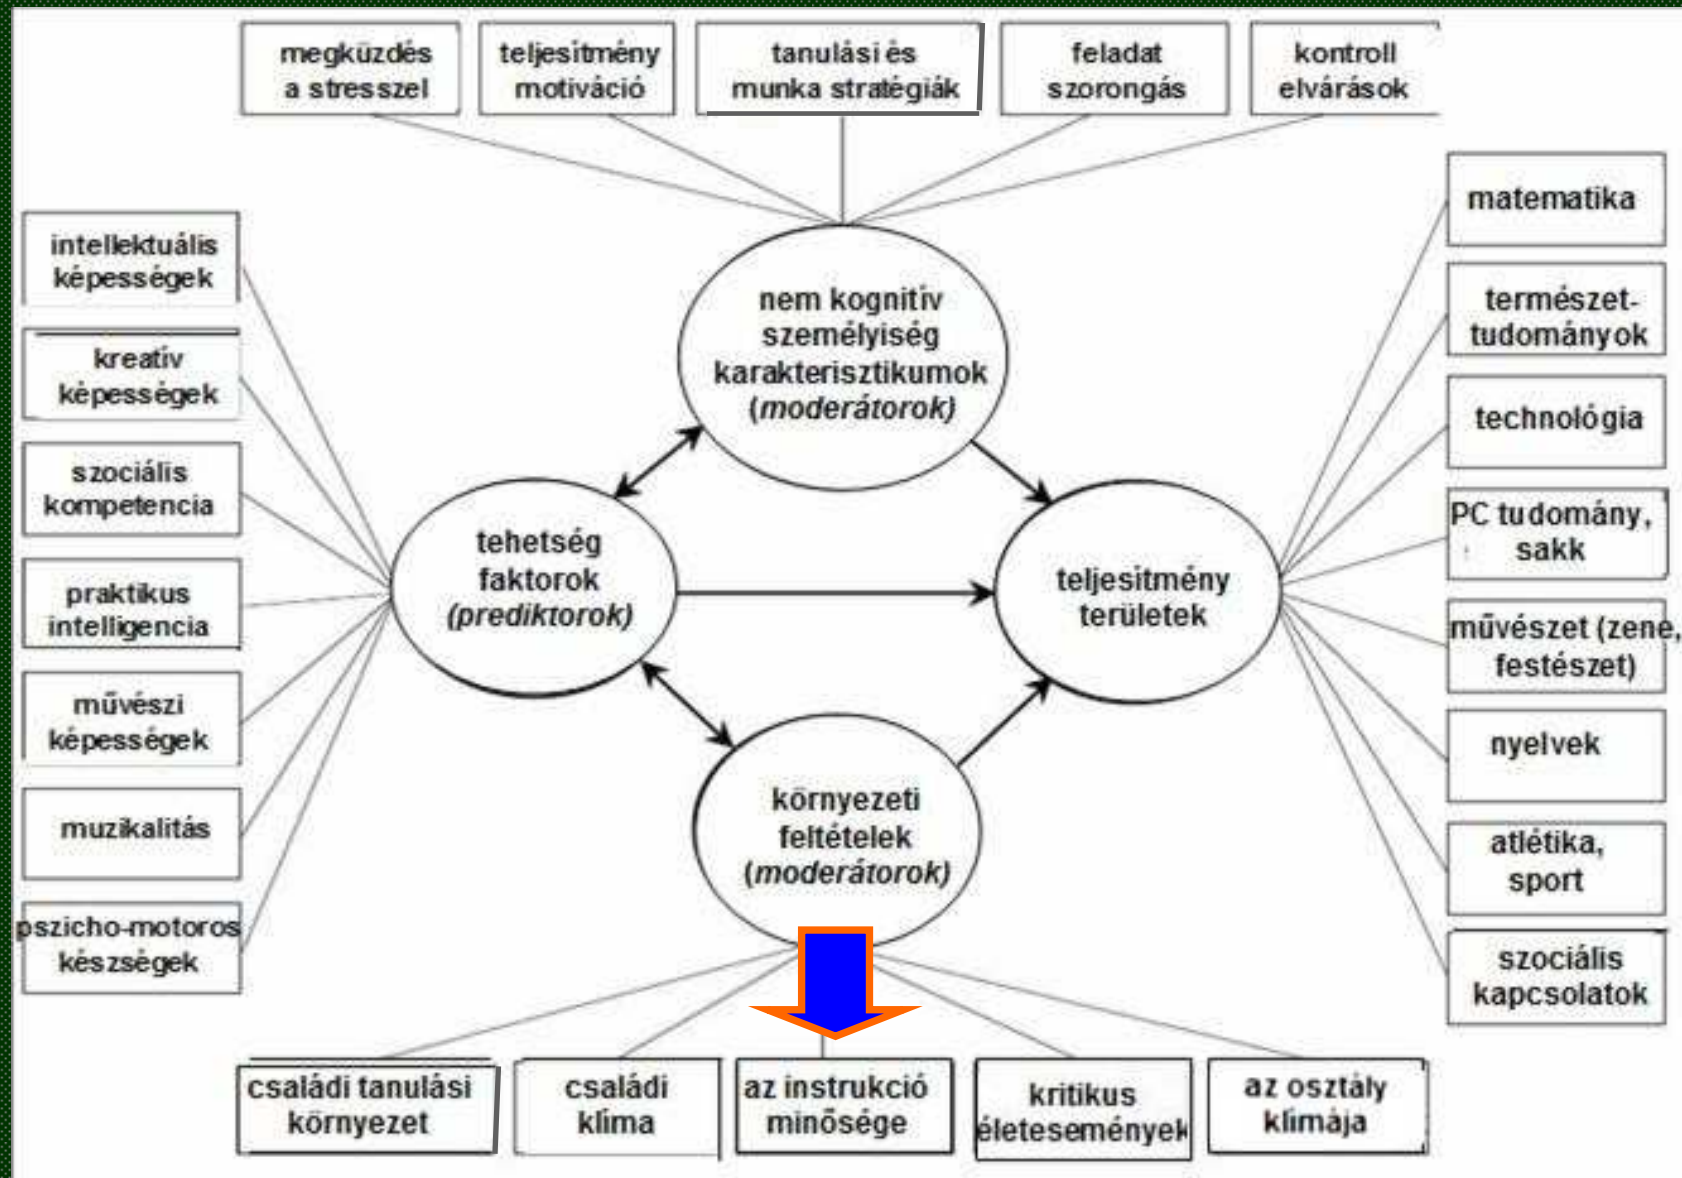 megküzdés
a stresszel
teljesítmény
motiváció
tanulási és
munka stratégiák
feladat
szorongás
kontroll
elvárások
intellektuális
képességek
kreatív
képességek
szociális
kompetencia
praktikus
intelligencia
művészi
képességek
muzikalitás
pszicho-motoros
készségek
nem kognitív
személyiség
karakterisztikumok
(moderátorok)
tehetség
faktorok
(prediktorok)
teljesítmény
területek
környezeti
feltételek
(moderátorok)
matematika
természet-
tudományok
technológia
PC tudomány,
sakk
művészet (zene,
festészet)
nyelvek
atlétika,
sport
szociális
kapcsolatok
családi tanulási
környezet
családi
klíma
az instrukció
minősége
kritikus
életesemények
az osztály
klímája